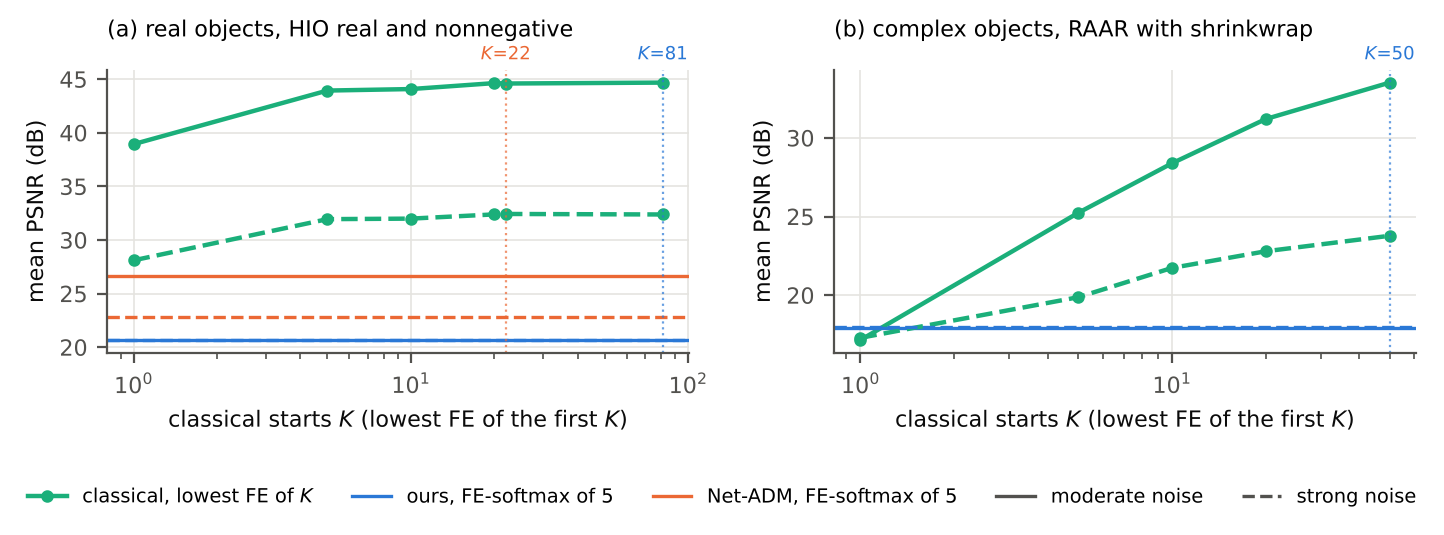 (a) real objects, HIO real and nonnegative
K=22
K=81
45
40
35
30
25
20
mean PSNR (dB)
10⁰
10¹
10²
classical starts K (lowest FE of the first K)
(b) complex objects, RAAR with shrinkwrap
K=50
30
25
20
mean PSNR (dB)
10⁰
10¹
classical starts K (lowest FE of the first K)
classical, lowest FE of K
ours, FE-softmax of 5
Net-ADM, FE-softmax of 5
moderate noise
strong noise